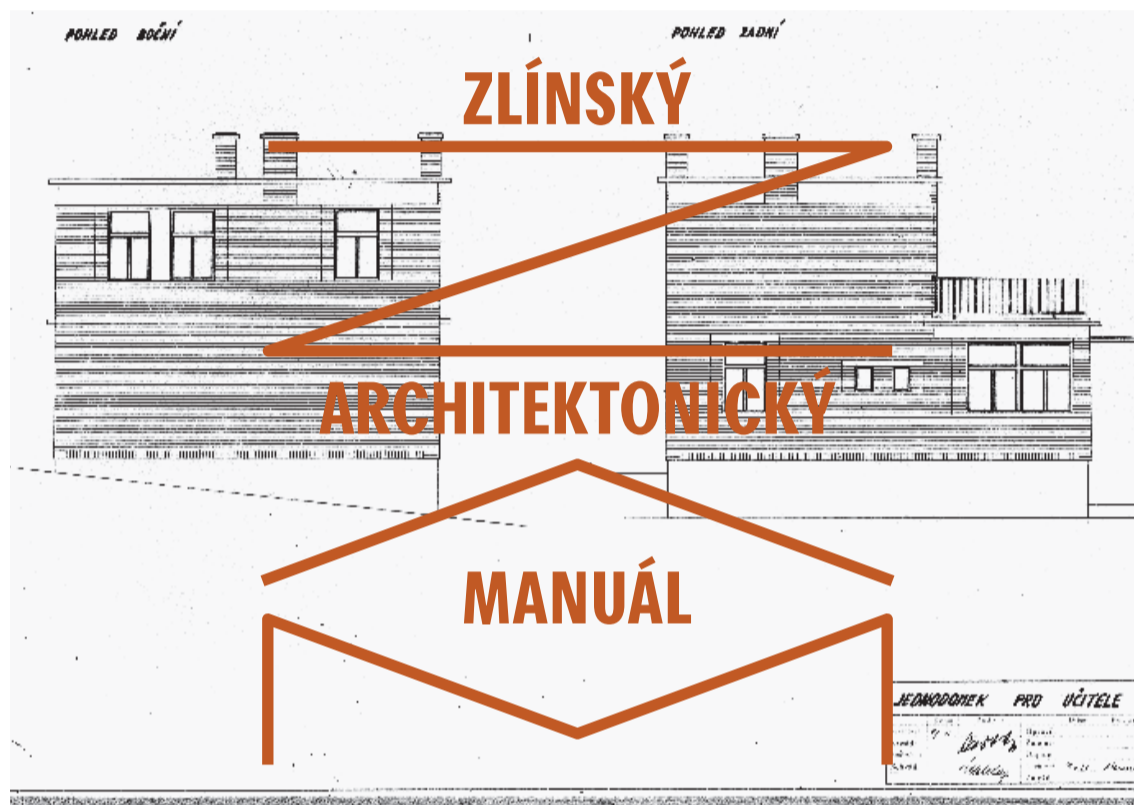 POHLED BOČNÍ
POHLED ZADNÍ
ZLÍNSKÝ
ARCHITEKTONICKÝ
MANUÁL
JEDNODOMEK PRO UČITELE